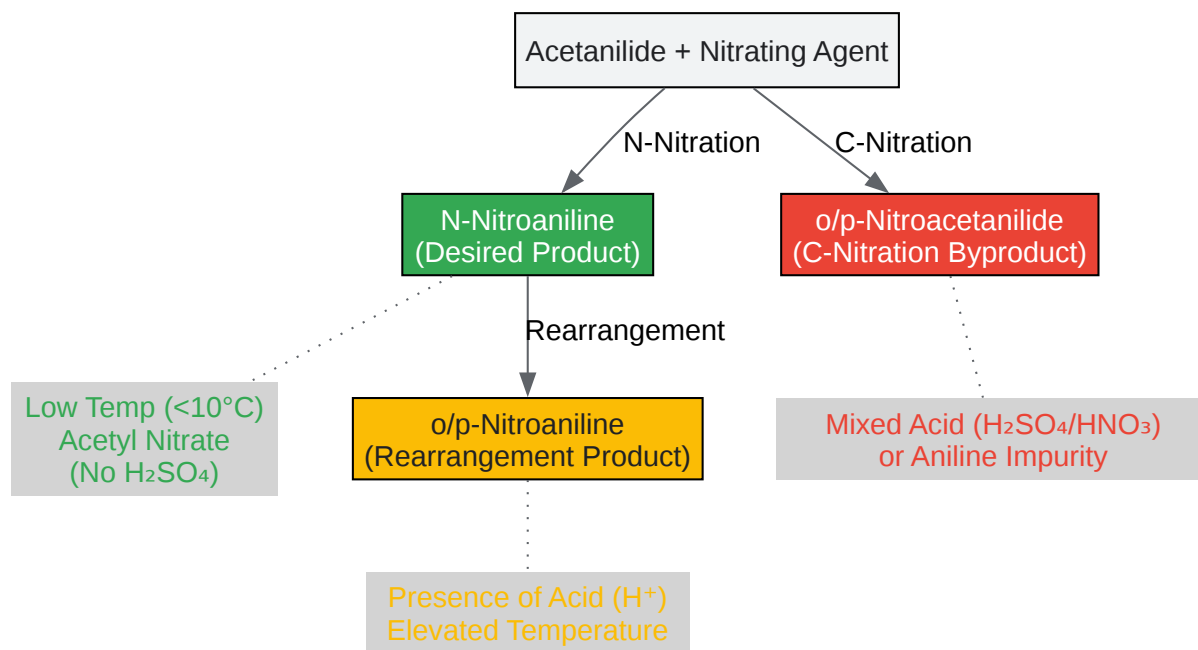 Acetanilide + Nitrating Agent
N-Nitration
C-Nitration
N-Nitroaniline
(Desired Product)
o/p-Nitroacetanilide
(C-Nitration Byproduct)
Rearrangement
Low Temp (<10°C)
Acetyl Nitrate
(No H₂SO₄)
o/p-Nitroaniline
(Rearrangement Product)
Mixed Acid (H₂SO₄/HNO₃)
or Aniline Impurity
Presence of Acid (H⁺)
Elevated Temperature